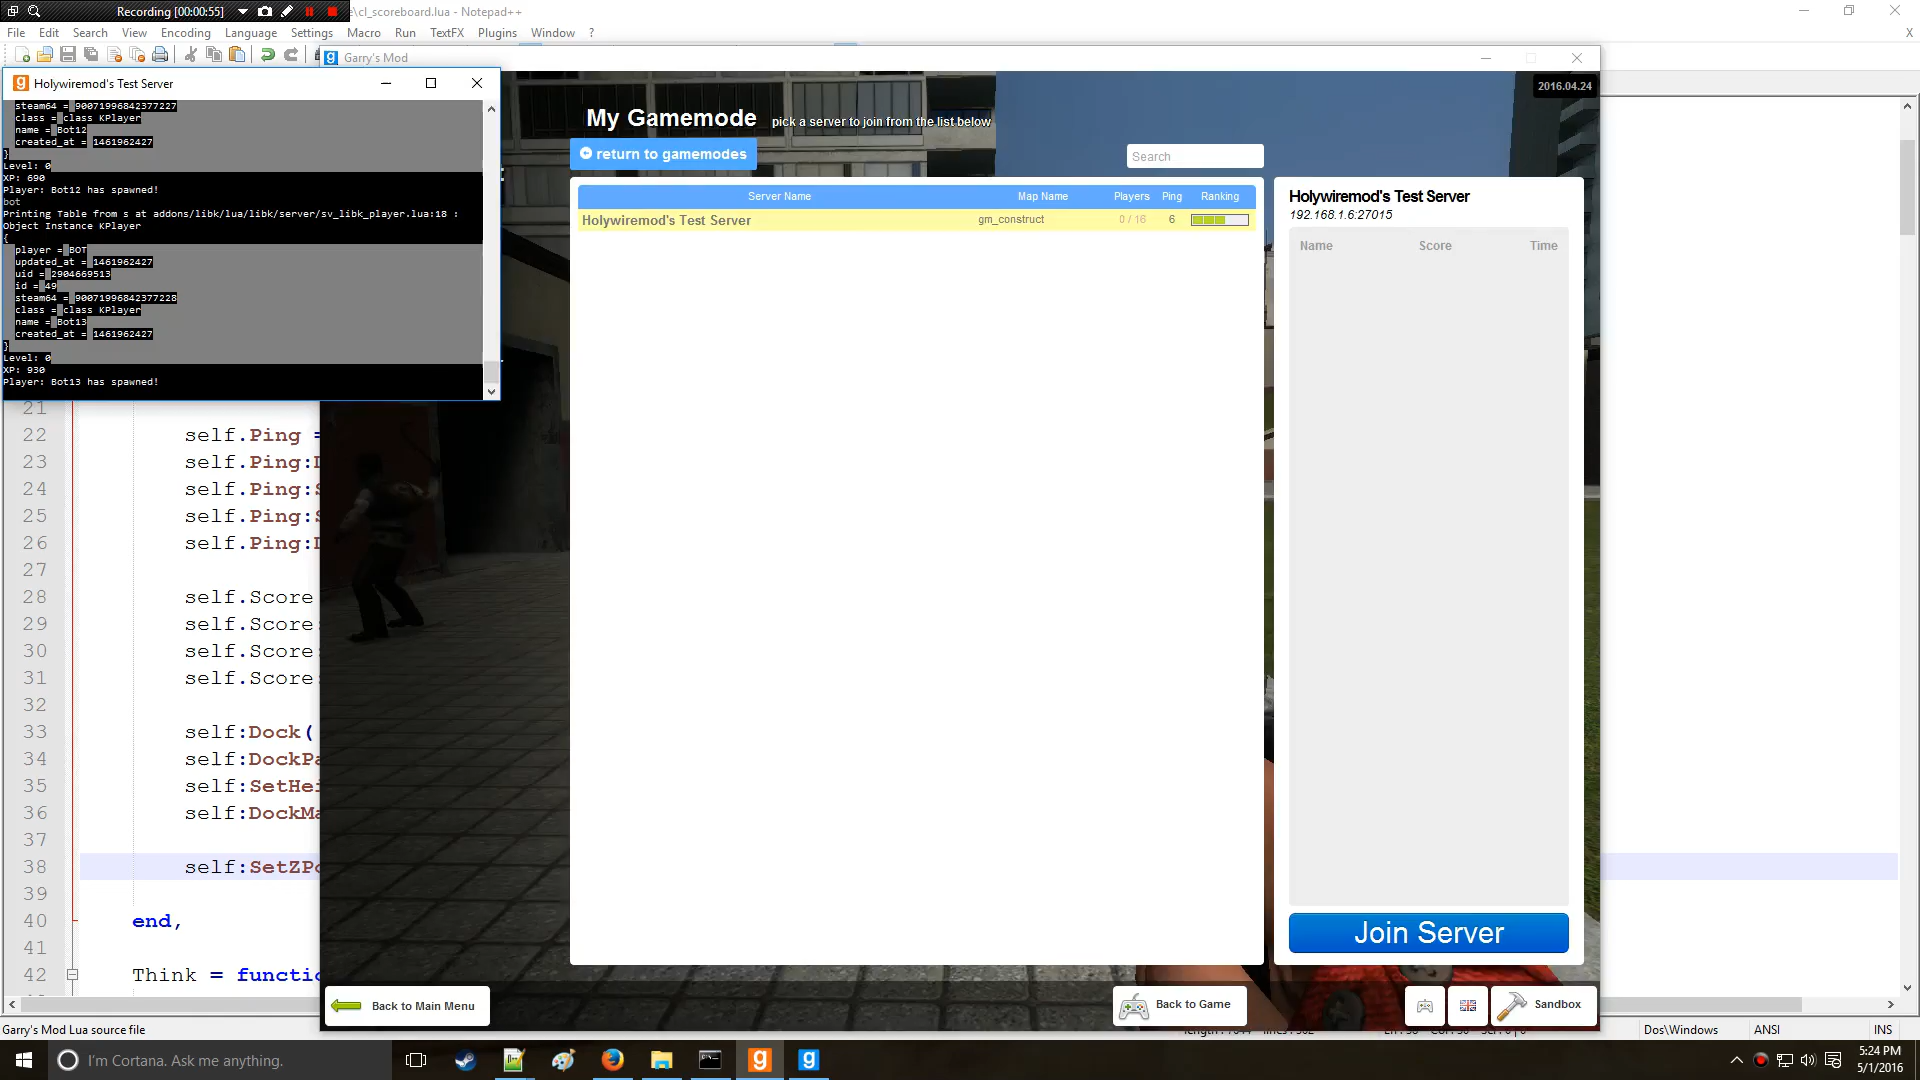 Recording [00:00:55]
\cl_scoreboard.lua - Notepad++
File Edit Search View Encoding Language Settings Macro Run TextFX Plugins Window ?
Garry's Mod
Holywiremod's Test Server
steam64 = 90071996842377227
class = class KPlayer
name = Bot12
created_at = 1461962427
}
Level: 0
XP: 690
Player: Bot12 has spawned!
bot
Printing Table from s at addons/libk/lua/libk/server/sv_libk_player.lua:18 :
Object Instance KPlayer
{
player = BOT
updated_at = 1461962427
uid = 2904669513
id = 49
steam64 = 90071996842377228
class = class KPlayer
name = Bot13
created_at = 1461962427
}
Level: 0
XP: 930
Player: Bot13 has spawned!
2016.04.24
My Gamemode pick a server to join from the list below
return to gamemodes
Search
Server Name Map Name Players Ping Ranking
Holywiremod's Test Server gm_construct 0 / 16 6
Holywiremod's Test Server
192.168.1.6:27015
Name Score Time
Join Server
Back to Main Menu
Back to Game
Sandbox
21
22 self.Ping =
23 self.Ping:
24 self.Ping:
25 self.Ping:
26 self.Ping:
27
28 self.Score
29 self.Score:
30 self.Score
31 self.Score:
32
33 self:Dock(
34 self:DockPa
35 self:SetHei
36 self:DockMa
37
38 self:SetZPo
39
40 end,
41
42 Think = functio
Garry's Mod Lua source file
Dos\Windows ANSI INS
I'm Cortana. Ask me anything.
5:24 PM
5/1/2016